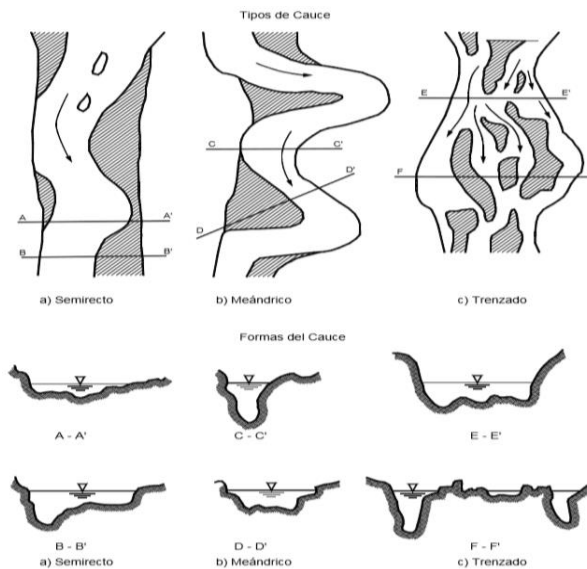 Tipos de Cauce
E E'
C C'
D'
F
A A'
D
B B'
a) Semirecto b) Meándrico c) Trenzado
Formas del Cauce
A - A' C - C' E - E'
B - B' D - D' F - F'
a) Semirecto b) Meándrico c) Trenzado